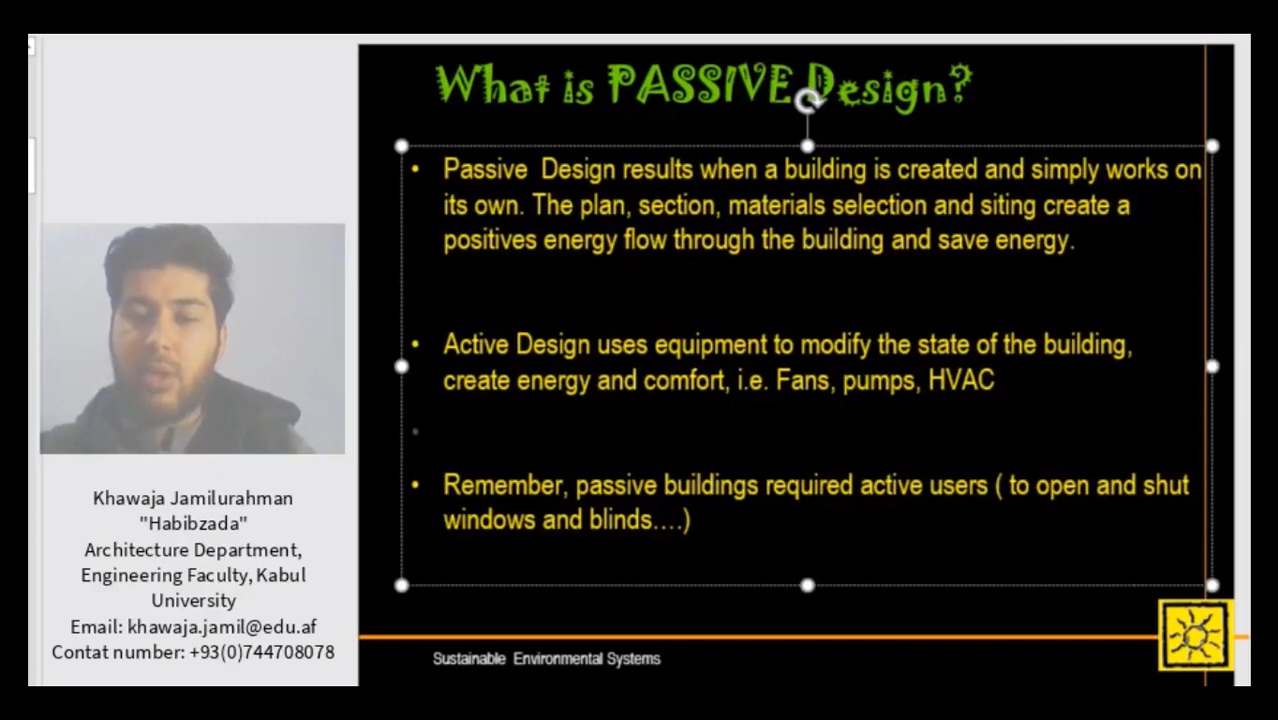 What is PASSIVE Design?
• Passive Design results when a building is created and simply works on
its own. The plan, section, materials selection and siting create a
positives energy flow through the building and save energy.
• Active Design uses equipment to modify the state of the building,
create energy and comfort, i.e. Fans, pumps, HVAC
•
• Remember, passive buildings required active users ( to open and shut
windows and blinds....)
Sustainable Environmental Systems
Khawaja Jamilurahman
"Habibzada"
Architecture Department,
Engineering Faculty, Kabul
University
Email: khawaja.jamil@edu.af
Contat number: +93(0)744708078